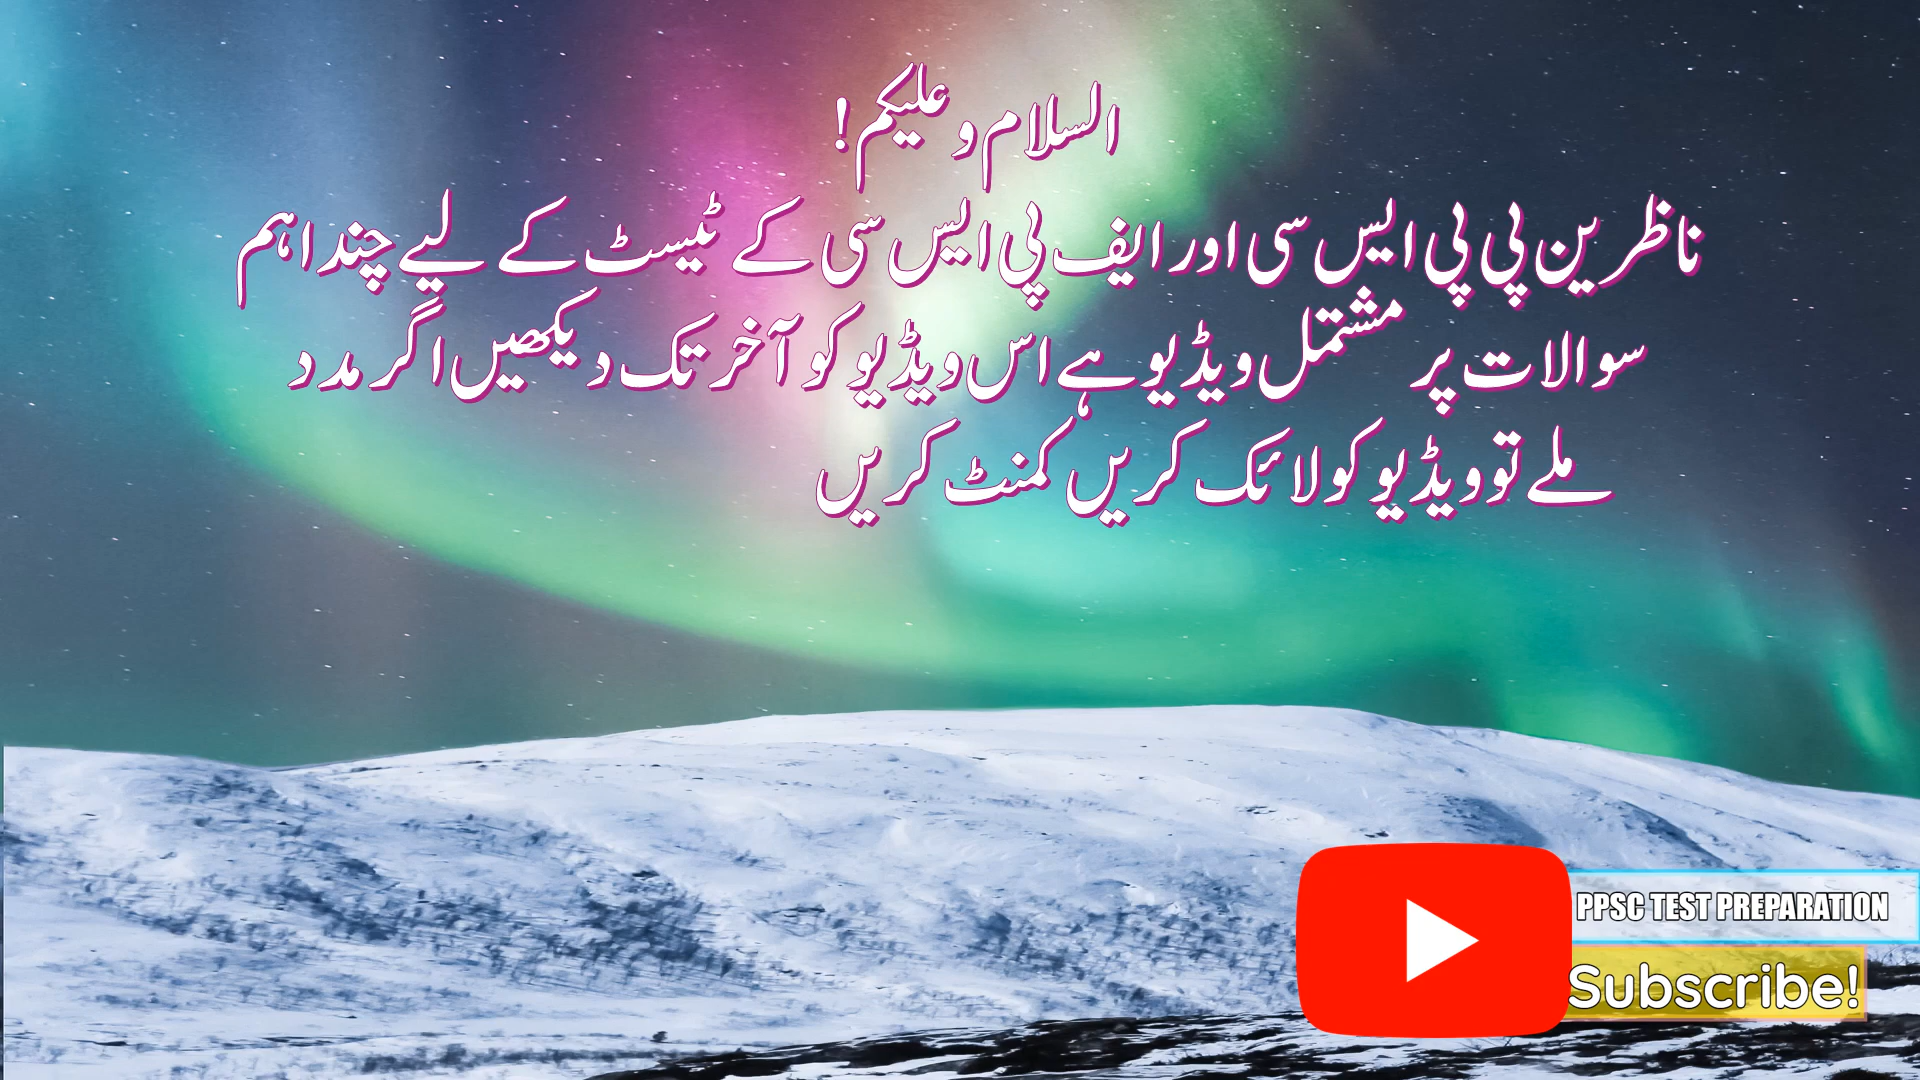 السلام و علیکم!
ناظرین پی پی ایس سی اور ایف پی ایس سی کے ٹیسٹ کے لیے چند اہم
سوالات پر مشتمل ویڈیو ہے اس ویڈیو کو آخر تک دیکھیں اگر مدد
ملے تو ویڈیو کو لائک کریں کمنٹ کریں
PPSC TEST PREPARATION
Subscribe!